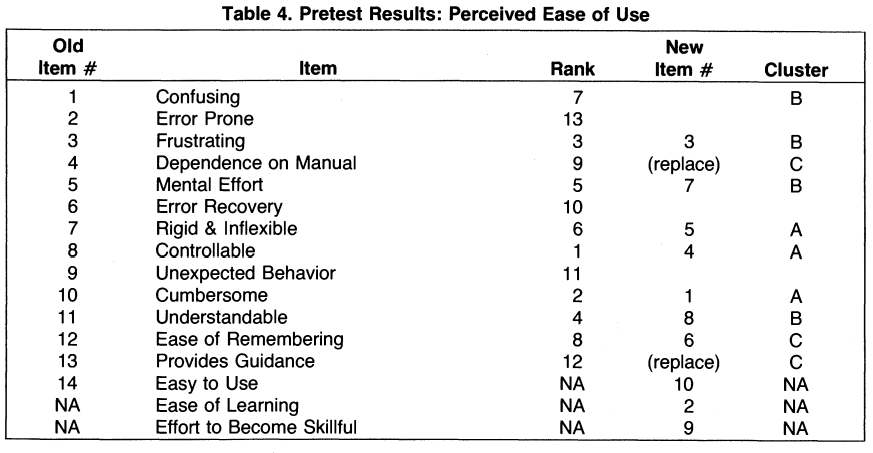 Table 4. Pretest Results: Perceived Ease of Use
Old New
Item # Item Rank Item # Cluster
1 Confusing 7 B
2 Error Prone 13
3 Frustrating 3 3 B
4 Dependence on Manual 9 (replace) C
5 Mental Effort 5 7 B
6 Error Recovery 10
7 Rigid & Inflexible 6 5 A
8 Controllable 1 4 A
9 Unexpected Behavior 11
10 Cumbersome 2 1 A
11 Understandable 4 8 B
12 Ease of Remembering 8 6 C
13 Provides Guidance 12 (replace) C
14 Easy to Use NA 10 NA
NA Ease of Learning NA 2 NA
NA Effort to Become Skillful NA 9 NA